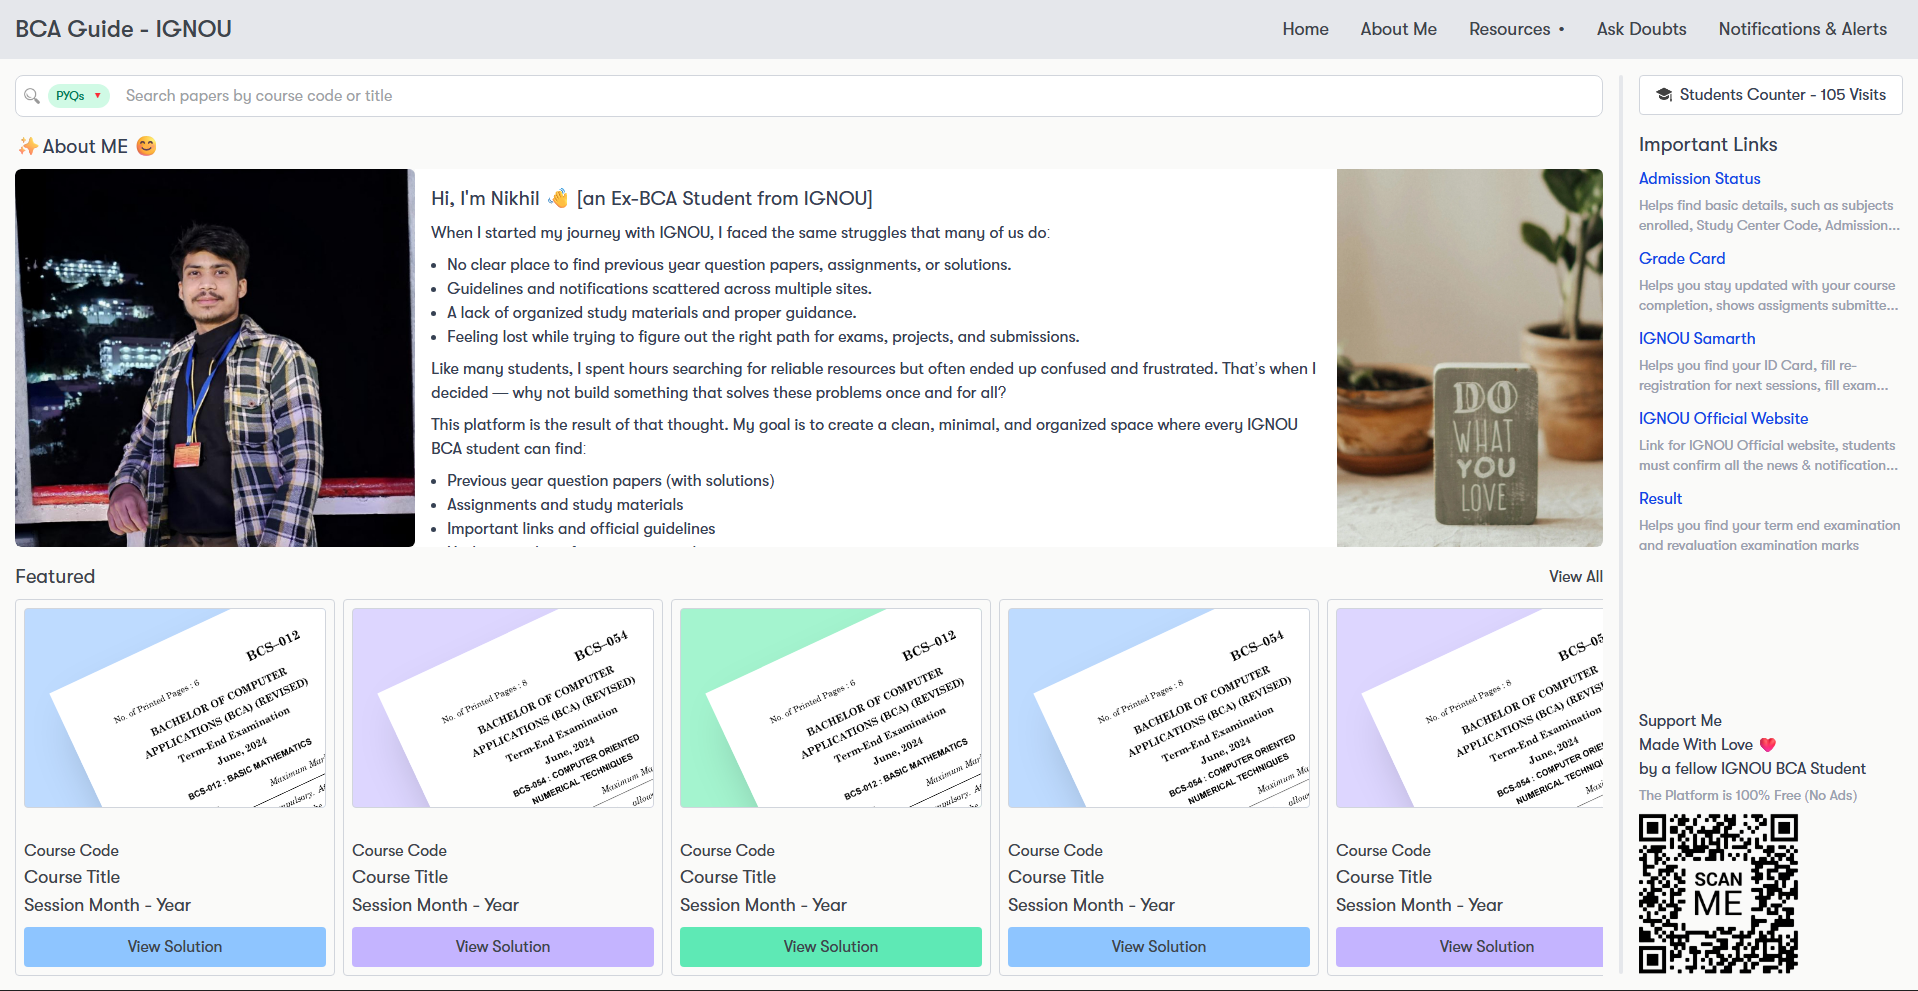 BCA Guide - IGNOU
Home
About Me
Resources •
Ask Doubts
Notifications & Alerts
PYQs
Search papers by course code or title
Students Counter - 105 Visits
✨About ME 😊
Hi, I'm Nikhil 👋 [an Ex-BCA Student from IGNOU]
When I started my journey with IGNOU, I faced the same struggles that many of us do:
• No clear place to find previous year question papers, assignments, or solutions.
• Guidelines and notifications scattered across multiple sites.
• A lack of organized study materials and proper guidance.
• Feeling lost while trying to figure out the right path for exams, projects, and submissions.
Like many students, I spent hours searching for reliable resources but often ended up confused and frustrated. That's when I
decided — why not build something that solves these problems once and for all?
This platform is the result of that thought. My goal is to create a clean, minimal, and organized space where every IGNOU
BCA student can find:
• Previous year question papers (with solutions)
• Assignments and study materials
• Important links and official guidelines
DO
WHAT
YOU
LOVE
Featured
View All
BCS–012
No. of Printed Pages : 6
BACHELOR OF COMPUTER
APPLICATIONS (BCA) (REVISED)
Term-End Examination
June, 2024
BCS-012 : BASIC MATHEMATICS
Maximum
Course Code
Course Title
Session Month - Year
View Solution
BCS–054
No. of Printed Pages : 8
BACHELOR OF COMPUTER
APPLICATIONS (BCA) (REVISED)
Term-End Examination
June, 2024
BCS-054 : COMPUTER ORIENTED
NUMERICAL TECHNIQUES
Maximum
Course Code
Course Title
Session Month - Year
View Solution
BCS–012
No. of Printed Pages : 6
BACHELOR OF COMPUTER
APPLICATIONS (BCA) (REVISED)
Term-End Examination
June, 2024
BCS-012 : BASIC MATHEMATICS
Maximum
Course Code
Course Title
Session Month - Year
View Solution
BCS–054
No. of Printed Pages : 8
BACHELOR OF COMPUTER
APPLICATIONS (BCA) (REVISED)
Term-End Examination
June, 2024
BCS-054 : COMPUTER ORIENTED
NUMERICAL TECHNIQUES
Maximum
Course Code
Course Title
Session Month - Year
View Solution
BCS–05
No. of Printed Pages : 8
BACHELOR OF COMPUTER
APPLICATIONS (BCA) (REVIS
Term-End Examination
June, 2024
BCS-054 : COMPUTER ORIE
NUMERICAL TECHNIQU
Course Code
Course Title
Session Month - Year
View Solution
Important Links
Admission Status
Helps find basic details, such as subjects
enrolled, Study Center Code, Admission...
Grade Card
Helps you stay updated with your course
completion, shows assigments submitte...
IGNOU Samarth
Helps you find your ID Card, fill re-
registration for next sessions, fill exam...
IGNOU Official Website
Link for IGNOU Official website, students
must confirm all the news & notification...
Result
Helps you find your term end examination
and revaluation examination marks
Support Me
Made With Love ❤️
by a fellow IGNOU BCA Student
The Platform is 100% Free (No Ads)
SCAN
ME